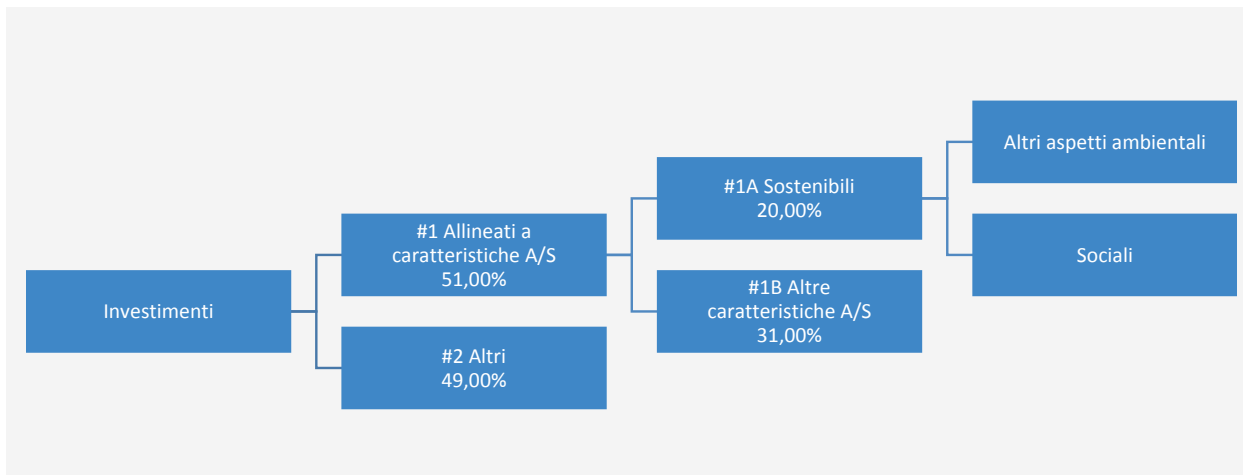 Investimenti
#1 Allineati a
caratteristiche A/S
51,00%
#2 Altri
49,00%
#1A Sostenibili
20,00%
#1B Altre
caratteristiche A/S
31,00%
Altri aspetti ambientali
Sociali